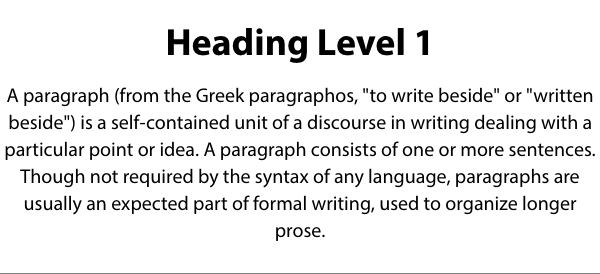 Heading Level 1
A paragraph (from the Greek paragraphos, "to write beside" or "written
beside") is a self-contained unit of a discourse in writing dealing with a
particular point or idea. A paragraph consists of one or more sentences.
Though not required by the syntax of any language, paragraphs are
usually an expected part of formal writing, used to organize longer
prose.